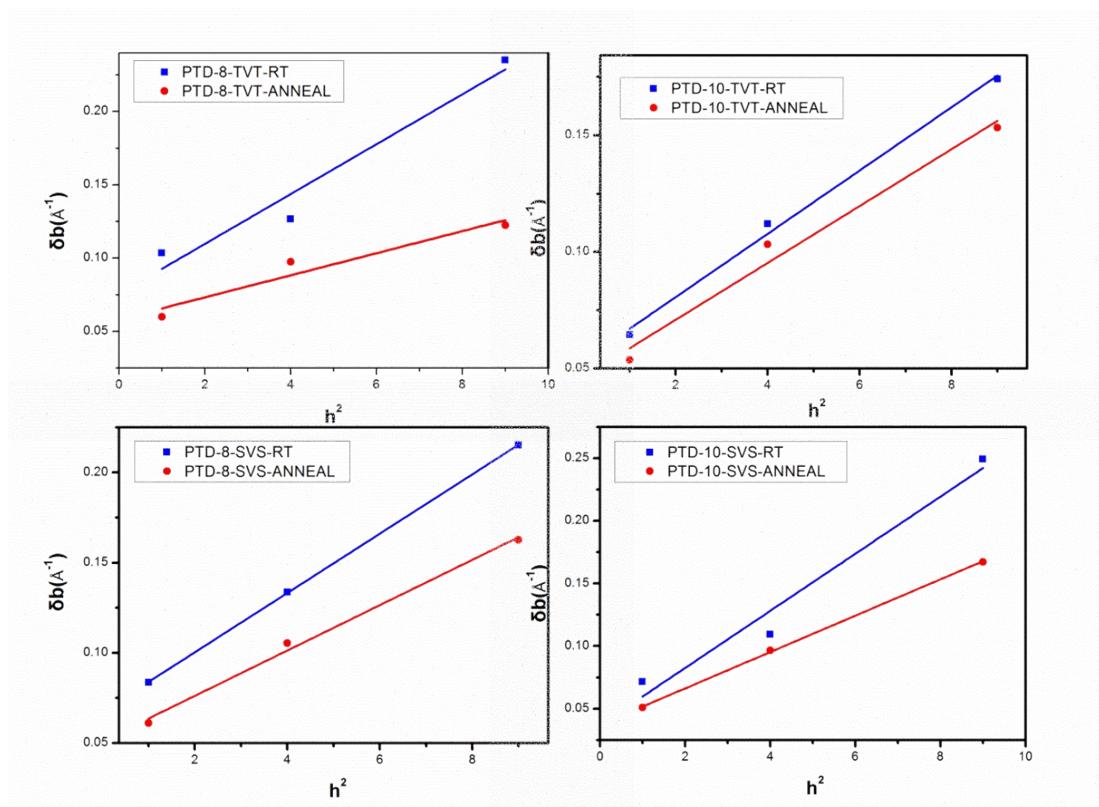 PTD-8-TVT-RT
PTD-8-TVT-ANNEAL
0.20
0.15
0.10
0.05
δb(Å⁻¹)
0 2 4 6 8 10
h²
PTD-10-TVT-RT
PTD-10-TVT-ANNEAL
0.15
0.10
0.05
δb(Å⁻¹)
2 4 6 8
h²
PTD-8-SVS-RT
PTD-8-SVS-ANNEAL
0.20
0.15
0.10
0.05
δb(Å⁻¹)
2 4 6 8
h²
PTD-10-SVS-RT
PTD-10-SVS-ANNEAL
0.25
0.20
0.15
0.10
0.05
δb(Å⁻¹)
0 2 4 6 8 10
h²